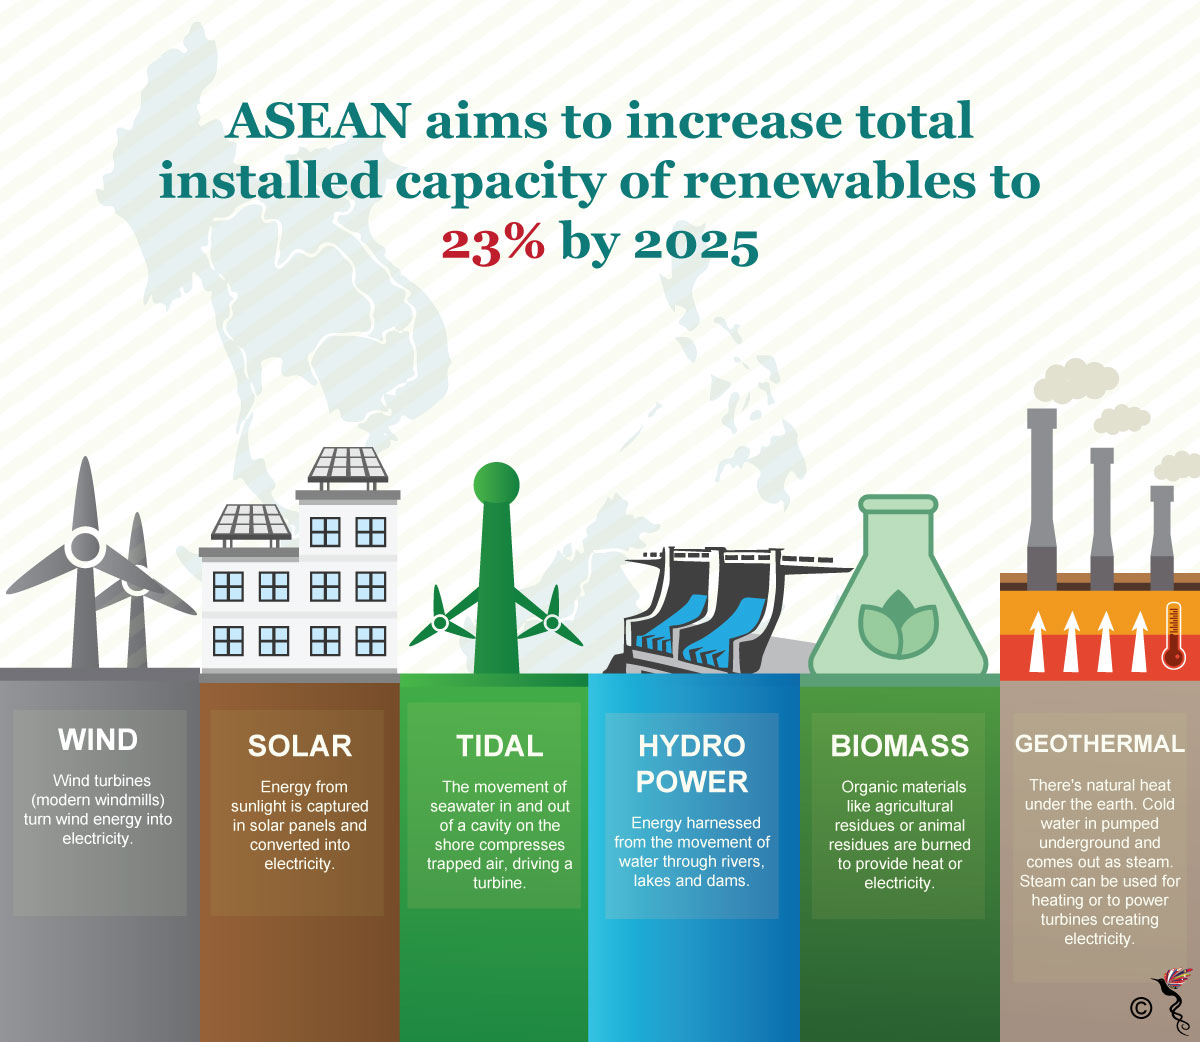 ASEAN aims to increase total
installed capacity of renewables to
23% by 2025
WIND
Wind turbines
(modern windmills)
turn wind energy into
electricity.
SOLAR
Energy from
sunlight is captured
in solar panels and
converted into
electricity.
TIDAL
The movement of
seawater in and out
of a cavity on the
shore compresses
trapped air, driving a
turbine.
HYDRO
POWER
Energy harnessed
from the movement of
water through rivers,
lakes and dams.
BIOMASS
Organic materials
like agricultural
residues or animal
residues are burned
to provide heat or
electricity.
GEOTHERMAL
There's natural heat
under the earth. Cold
water in pumped
underground and
comes out as steam.
Steam can be used for
heating or to power
turbines creating
electricity.
©